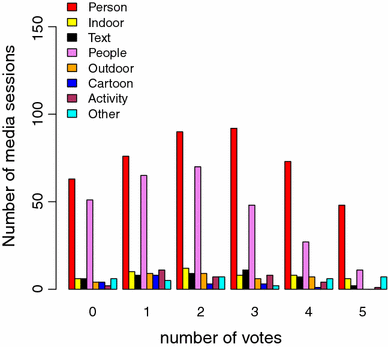 Person
Indoor
Text
People
Outdoor
Cartoon
Activity
Other
150
100
50
0
Number of media sessions
0 1 2 3 4 5
number of votes